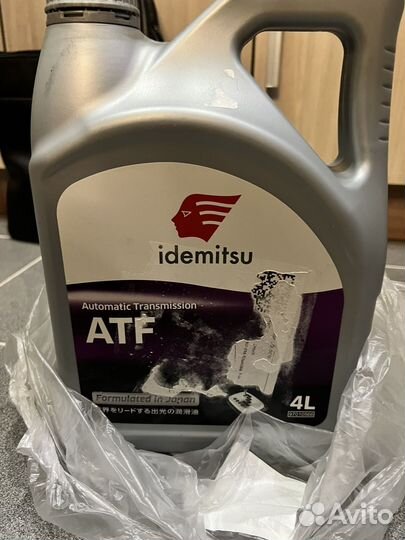 idemitsu
Automatic Transmission
ATF
Formulated in Japan
界をリードする出光の潤滑油
4L
Avito